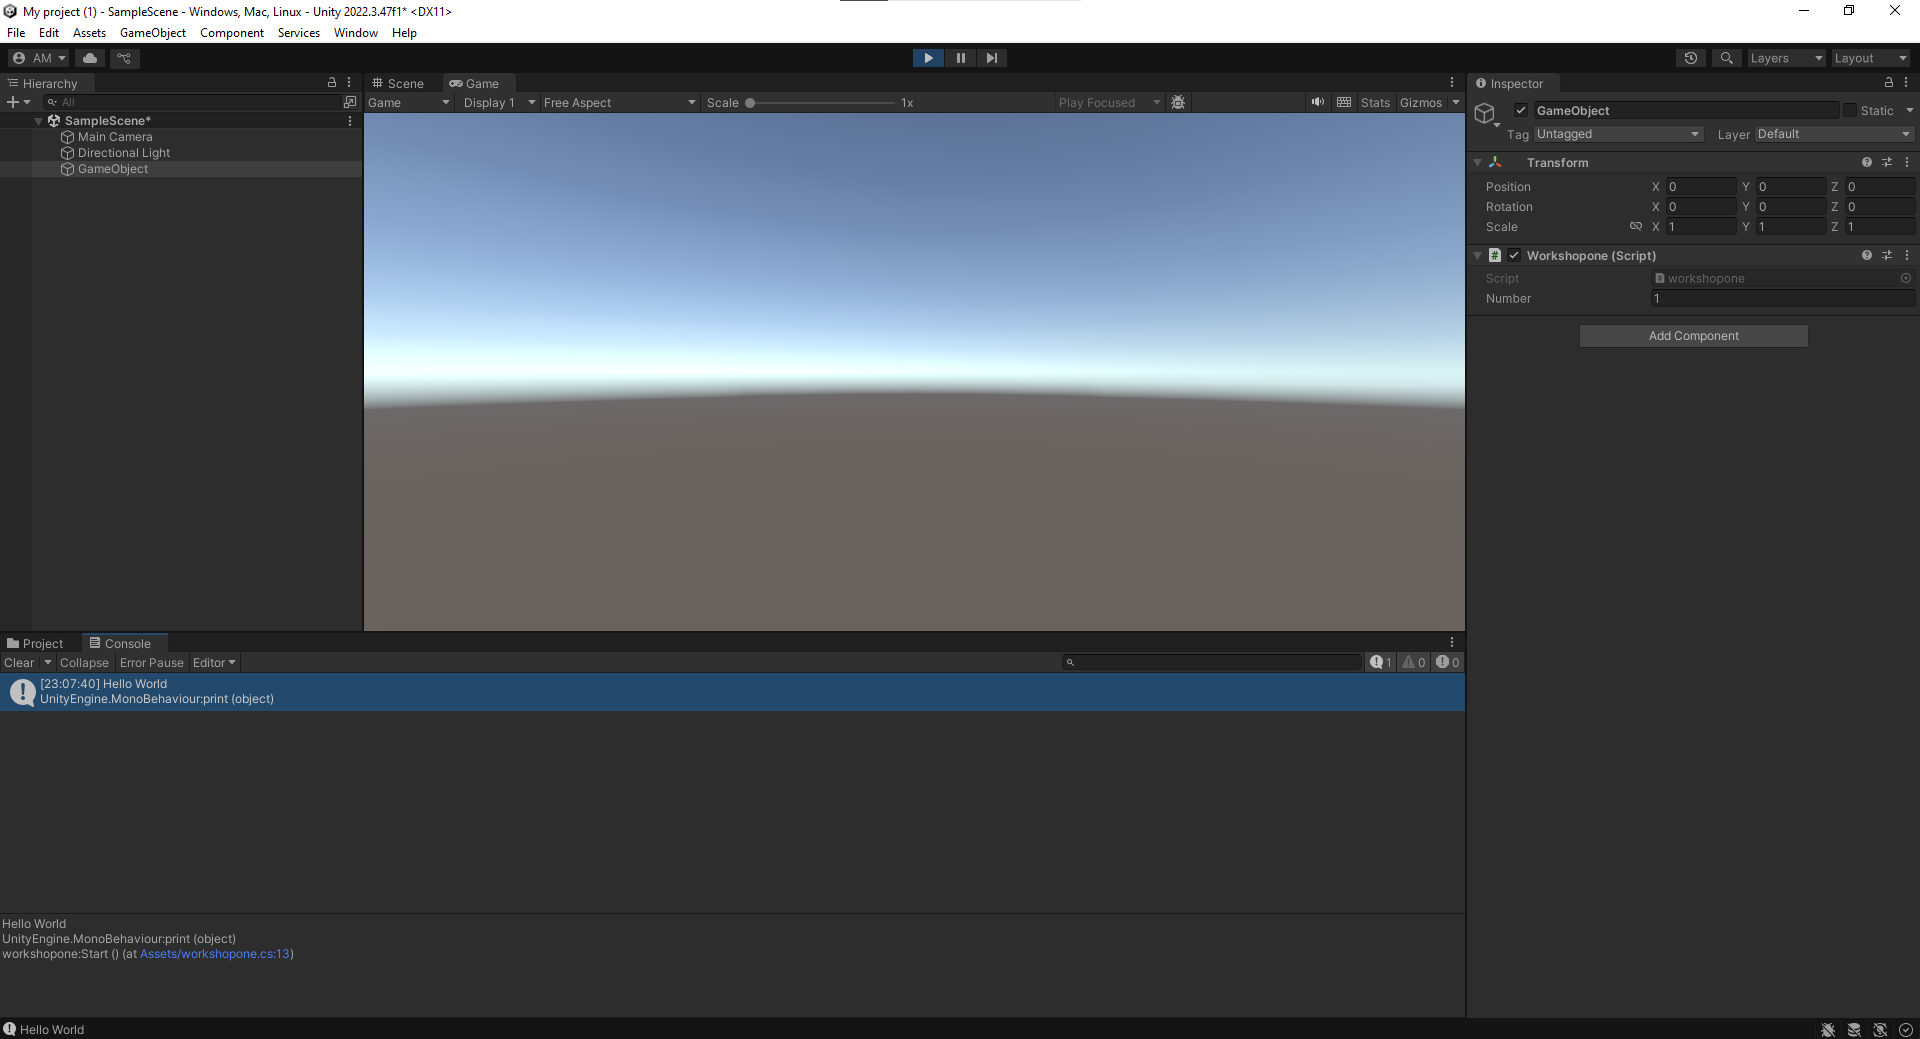 My project (1) - SampleScene - Windows, Mac, Linux - Unity 2022.3.47f1* <DX11>
File Edit Assets GameObject Component Services Window Help
AM Layers Layout
Hierarchy
All
SampleScene*
Main Camera
Directional Light
GameObject
Scene Game
Game Display 1 Free Aspect Scale 1x Play Focused Stats Gizmos
Inspector
GameObject Static
Tag Untagged Layer Default
Transform
Position X 0 Y 0 Z 0
Rotation X 0 Y 0 Z 0
Scale X 1 Y 1 Z 1
# Workshopone (Script)
Script workshopone
Number 1
Add Component
Project Console
Clear Collapse Error Pause Editor 1 0 0
[23:07:40] Hello World
UnityEngine.MonoBehaviour:print (object)
Hello World
UnityEngine.MonoBehaviour:print (object)
workshopone:Start () (at Assets/workshopone.cs:13)
Hello World